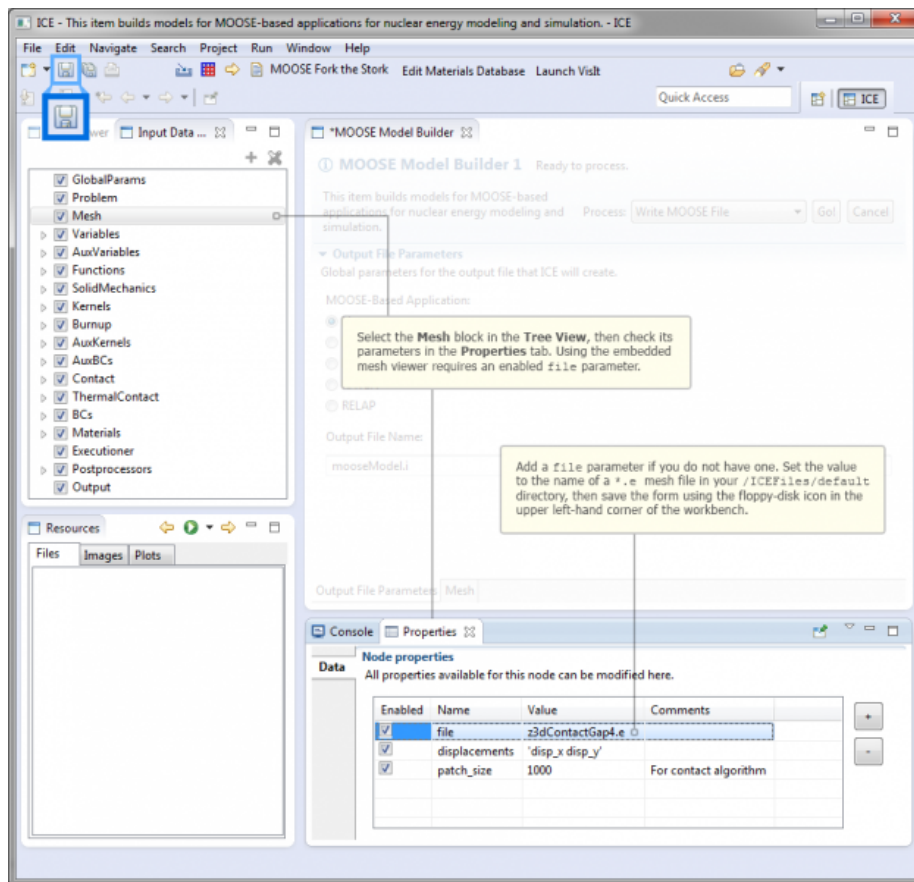 ICE - This item builds models for MOOSE-based applications for nuclear energy modeling and simulation. - ICE
File Edit Navigate Search Project Run Window Help
MOOSE Fork the Stork Edit Materials Database Launch VisIt
Quick Access ICE
wer Input Data ...
GlobalParams
Problem
Mesh
Variables
AuxVariables
Functions
SolidMechanics
Kernels
Burnup
AuxKernels
AuxBCs
Contact
ThermalContact
BCs
Materials
Executioner
Postprocessors
Output
*MOOSE Model Builder
MOOSE Model Builder 1 Ready to process.
This item builds models for MOOSE-based
applications for nuclear energy modeling and
simulation.
Process: Write MOOSE File Go! Cancel
Output File Parameters
Global parameters for the output file that ICE will create.
MOOSE-Based Application:
Select the Mesh block in the Tree View, then check its
parameters in the Properties tab. Using the embedded
mesh viewer requires an enabled file parameter.
RELAP
Output File Name:
mooseModel.i
Add a file parameter if you do not have one. Set the value
to the name of a *.e mesh file in your /ICEFiles/default
directory, then save the form using the floppy-disk icon in the
upper left-hand corner of the workbench.
Output File Parameters Mesh
Resources
Files Images Plots
Console Properties
Data
Node properties
All properties available for this node can be modified here.
Enabled Name Value Comments
file z3dContactGap4.e
displacements 'disp_x disp_y'
patch_size 1000 For contact algorithm
+
-